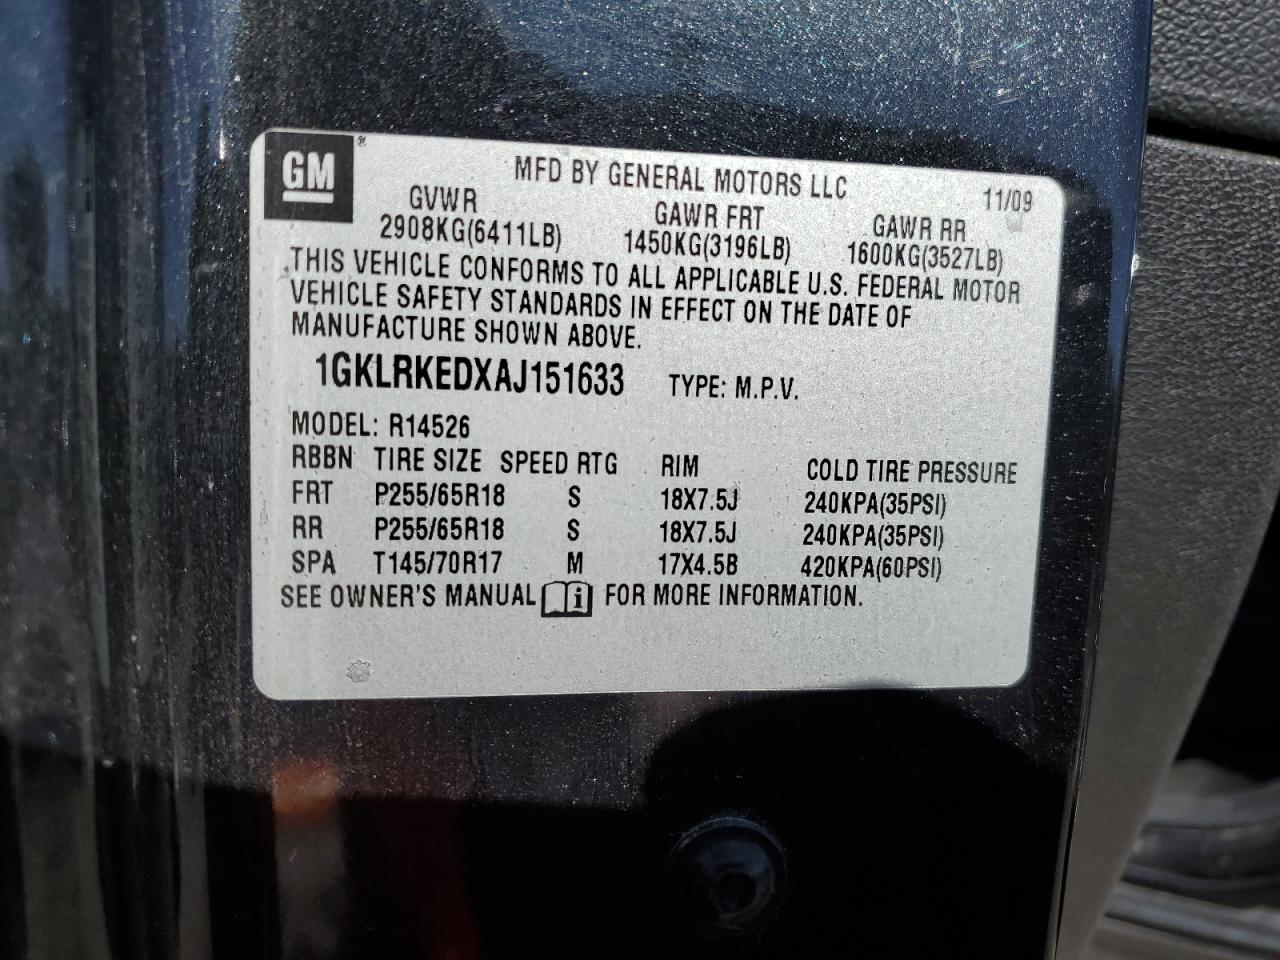 GM
MFD BY GENERAL MOTORS LLC 11/09
GVWR GAWR FRT GAWR RR
2908KG(6411LB) 1450KG(3196LB) 1600KG(3527LB)
THIS VEHICLE CONFORMS TO ALL APPLICABLE U.S. FEDERAL MOTOR
VEHICLE SAFETY STANDARDS IN EFFECT ON THE DATE OF
MANUFACTURE SHOWN ABOVE.
1GKLRKEDXAJ151633 TYPE: M.P.V.
MODEL: R14526
RBBN TIRE SIZE SPEED RTG RIM COLD TIRE PRESSURE
FRT P255/65R18 S 18X7.5J 240KPA(35PSI)
RR P255/65R18 S 18X7.5J 240KPA(35PSI)
SPA T145/70R17 M 17X4.5B 420KPA(60PSI)
SEE OWNER'S MANUAL i FOR MORE INFORMATION.